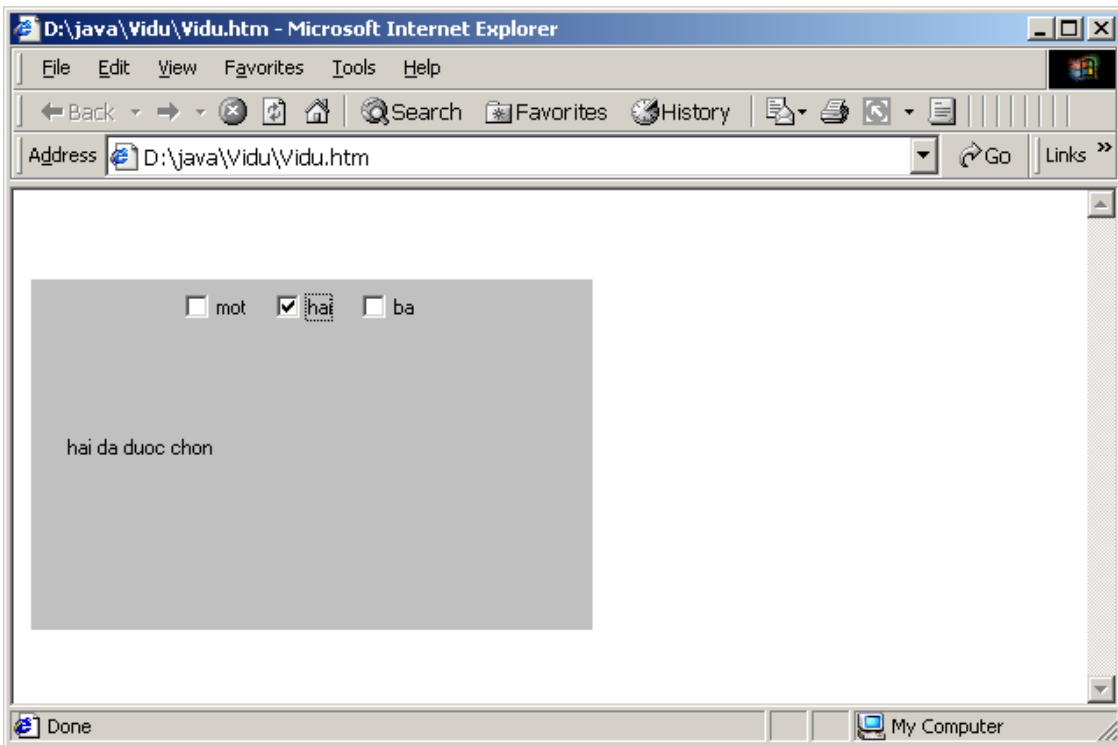 D:\java\Vidu\Vidu.htm - Microsoft Internet Explorer
File Edit View Favorites Tools Help
Back Search Favorites History
Address D:\java\Vidu\Vidu.htm Go Links »
mot hai ba
hai da duoc chon
Done My Computer